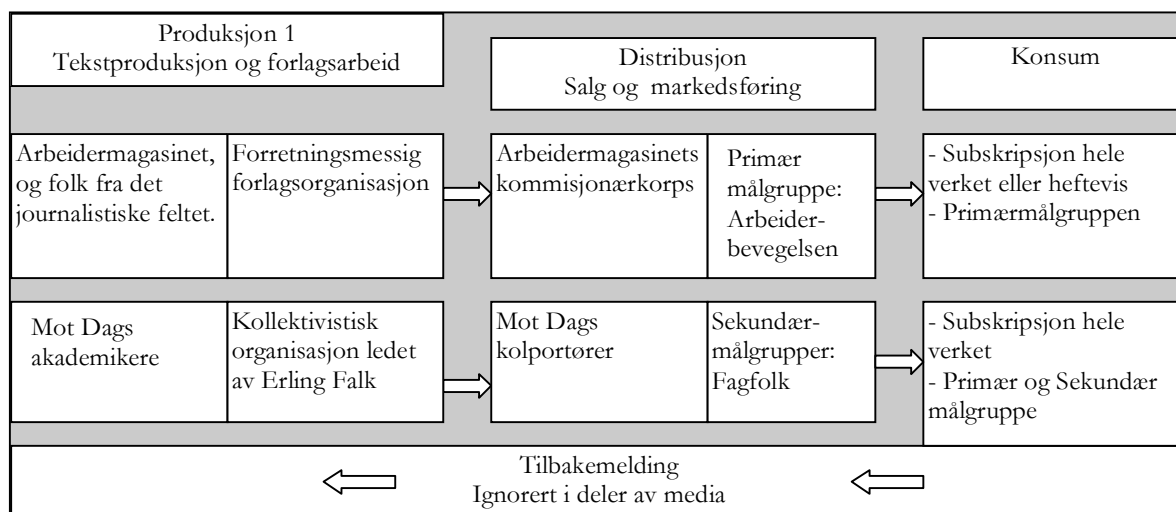 Produksjon 1
Tekstproduksjon og forlagsarbeid
Distribusjon
Salg og markedsføring
Konsum
Arbeidermagasinet,
og folk fra det
journalistiske feltet.
Forretningsmessig
forlagsorganisasjon
Arbeidermagasinets
kommisjonærkorps
Primær
målgruppe:
Arbeider-
bevegelsen
- Subskripsjon hele
verket eller heftevis
- Primærmålgruppen
Mot Dags
akademikere
Kollektivistisk
organisasjon ledet
av Erling Falk
Mot Dags
kolportører
Sekundær-
målgrupper:
Fagfolk
- Subskripsjon hele
verket
- Primær og Sekundær
målgruppe
Tilbakemelding
Ignorert i deler av media